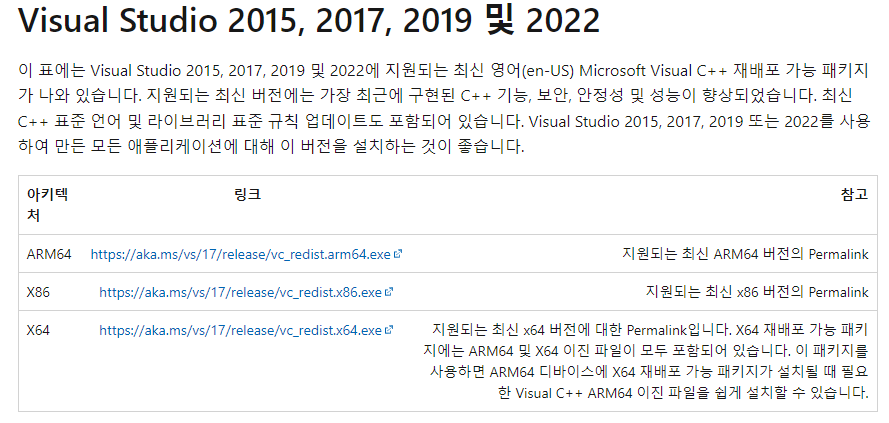 Visual Studio 2015, 2017, 2019 및 2022
이 표에는 Visual Studio 2015, 2017, 2019 및 2022에 지원되는 최신 영어(en-US) Microsoft Visual C++ 재배포 가능 패키지
가 나와 있습니다. 지원되는 최신 버전에는 가장 최근에 구현된 C++ 기능, 보안, 안정성 및 성능이 향상되었습니다. 최신
C++ 표준 언어 및 라이브러리 표준 규칙 업데이트도 포함되어 있습니다. Visual Studio 2015, 2017, 2019 또는 2022를 사용
하여 만든 모든 애플리케이션에 대해 이 버전을 설치하는 것이 좋습니다.
아키텍 링크 참고
처
ARM64 https://aka.ms/vs/17/release/vc_redist.arm64.exe 지원되는 최신 ARM64 버전의 Permalink
X86 https://aka.ms/vs/17/release/vc_redist.x86.exe 지원되는 최신 x86 버전의 Permalink
X64 https://aka.ms/vs/17/release/vc_redist.x64.exe 지원되는 최신 x64 버전에 대한 Permalink입니다. X64 재배포 가능 패키
지에는 ARM64 및 X64 이진 파일이 모두 포함되어 있습니다. 이 패키지를
사용하면 ARM64 디바이스에 X64 재배포 가능 패키지가 설치될 때 필요
한 Visual C++ ARM64 이진 파일을 쉽게 설치할 수 있습니다.